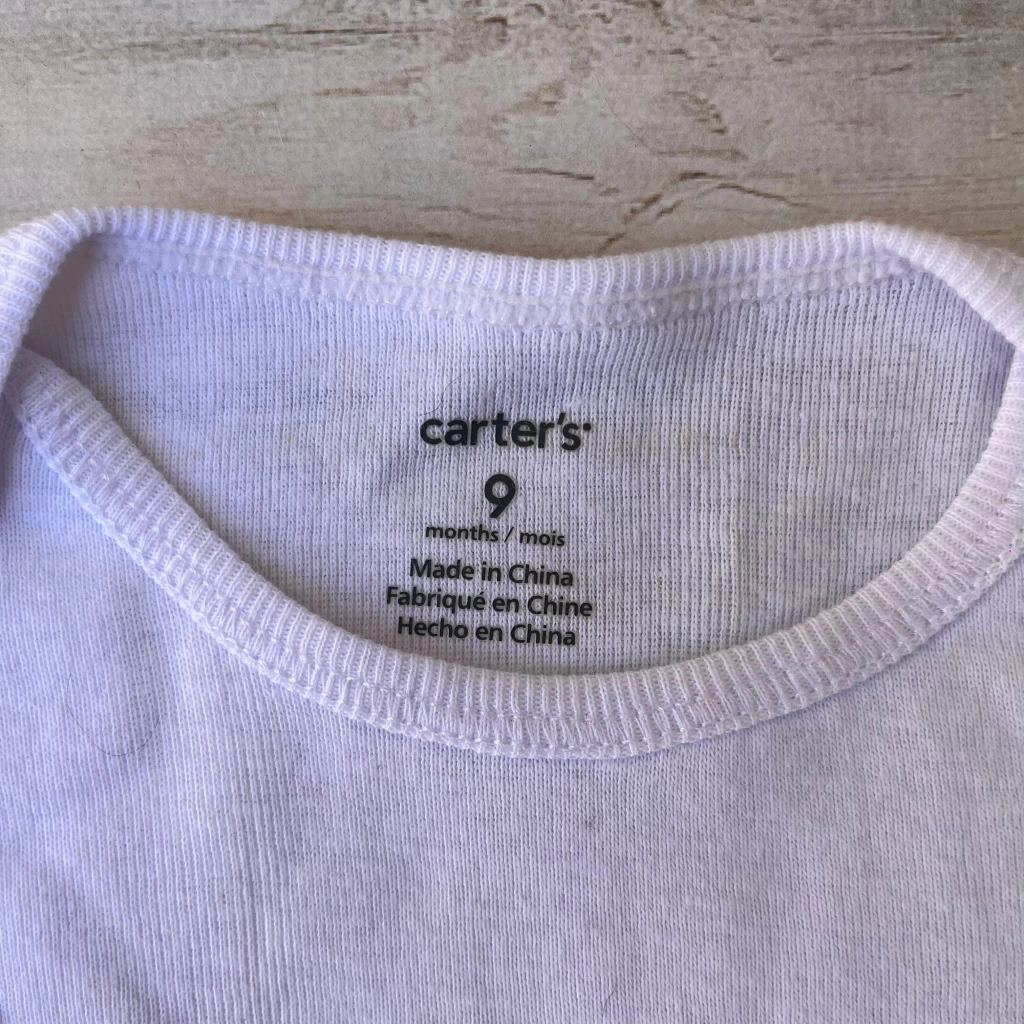 carter's
9
months / mois
Made in China
Fabriqué en Chine
Hecho en China